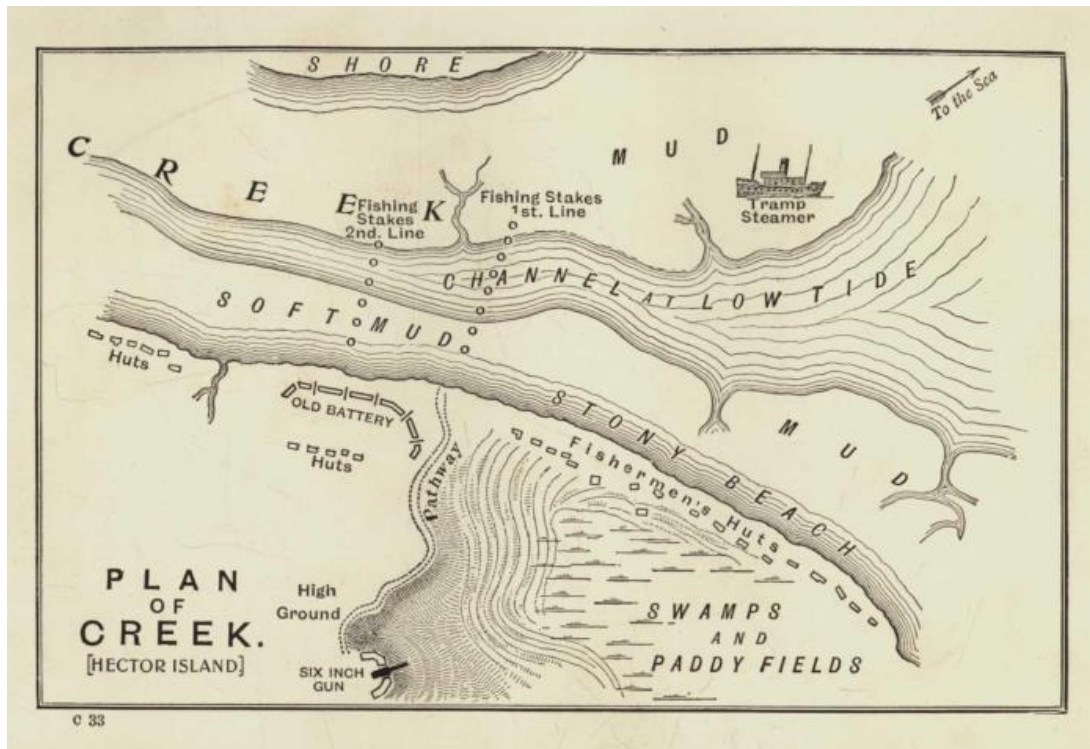 SHORE
To the Sea
CREEK
MUD
Tramp
Steamer
Fishing Stakes
1st. Line
Fishing
Stakes
2nd. Line
CHANNEL AT LOW TIDE
SOFT MUD
Huts
OLD BATTERY
Huts
Pathway
STONY BEACH
MUD
Fishermen's Huts
High
Ground
SIX INCH
GUN
SWAMPS
AND
PADDY FIELDS
PLAN
OF
CREEK.
[HECTOR ISLAND]
C 33